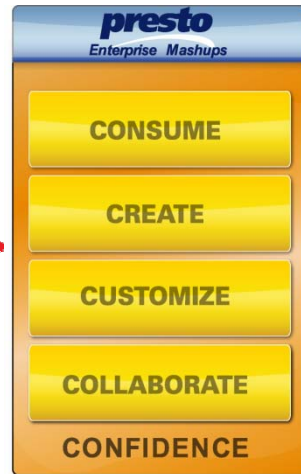 presto
Enterprise Mashups
CONSUME
CREATE
CUSTOMIZE
COLLABORATE
CONFIDENCE